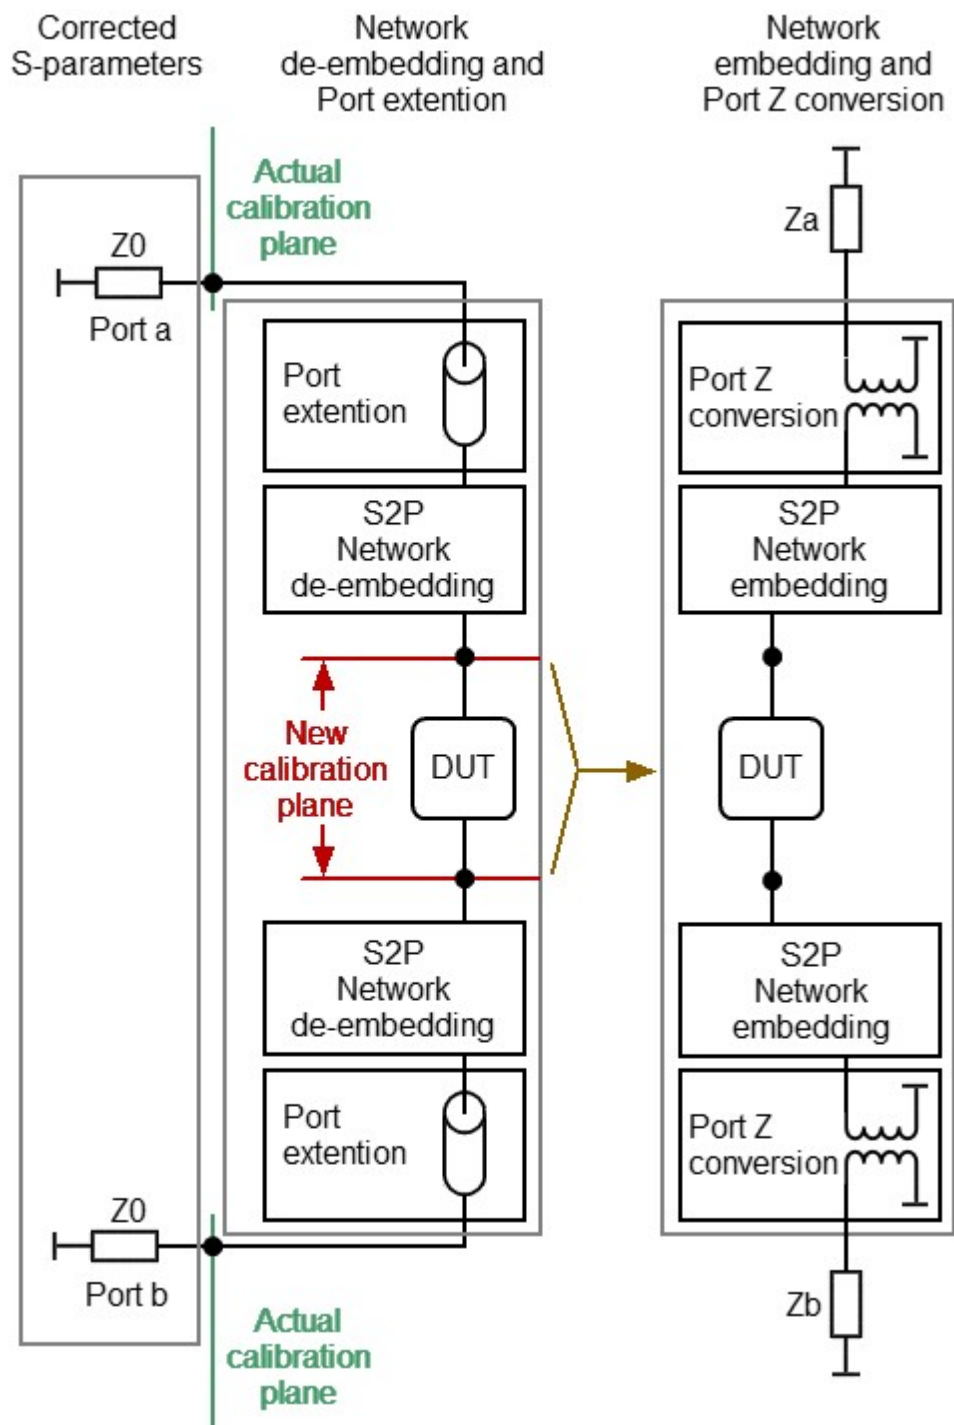 Corrected
S-parameters
Network
de-embedding and
Port extention
Network
embedding and
Port Z conversion
Actual
calibration
plane
Z0
Port a
Za
Port
extention
Port Z
conversion
S2P
Network
de-embedding
S2P
Network
embedding
New
calibration
plane
DUT
DUT
S2P
Network
de-embedding
S2P
Network
embedding
Port
extention
Port Z
conversion
Z0
Port b
Zb
Actual
calibration
plane